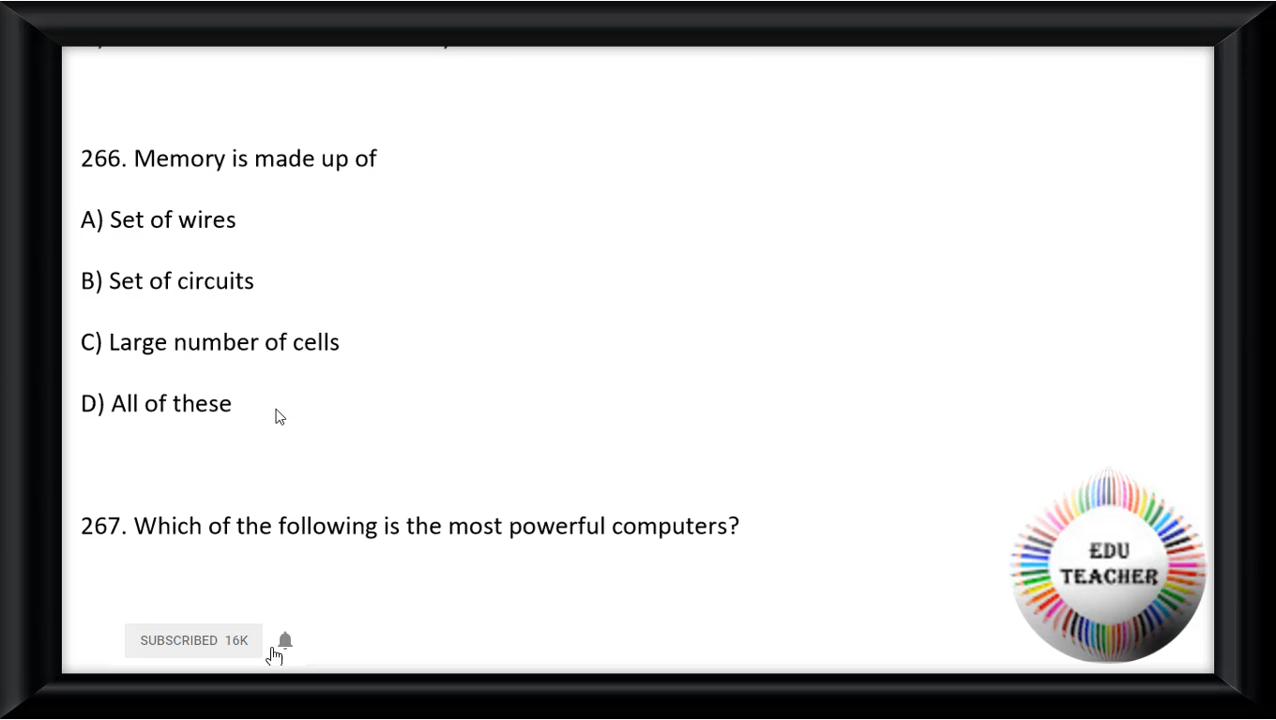 266. Memory is made up of
A) Set of wires
B) Set of circuits
C) Large number of cells
D) All of these
267. Which of the following is the most powerful computers?
EDU
TEACHER
SUBSCRIBED 16K